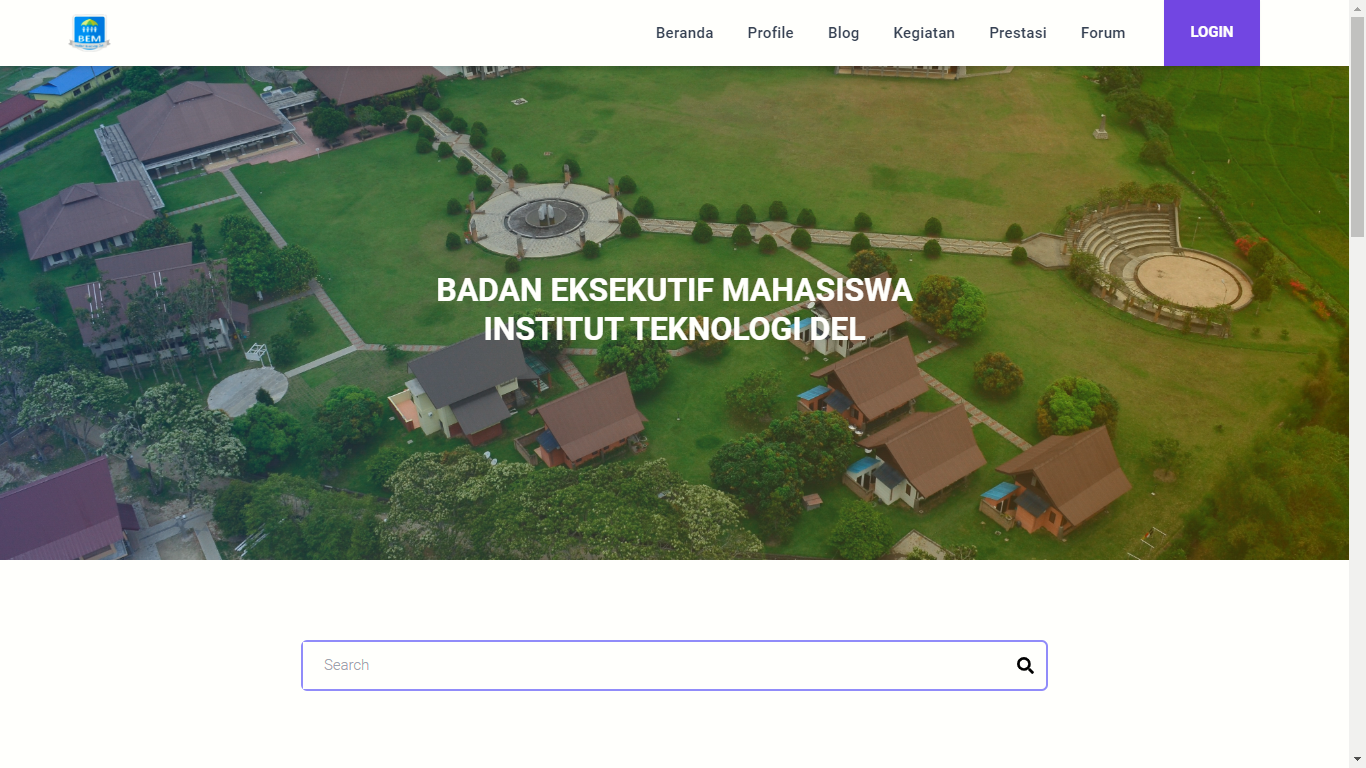 BEM
Beranda
Profile
Blog
Kegiatan
Prestasi
Forum
LOGIN
BADAN EKSEKUTIF MAHASISWA
INSTITUT TEKNOLOGI DEL
Search